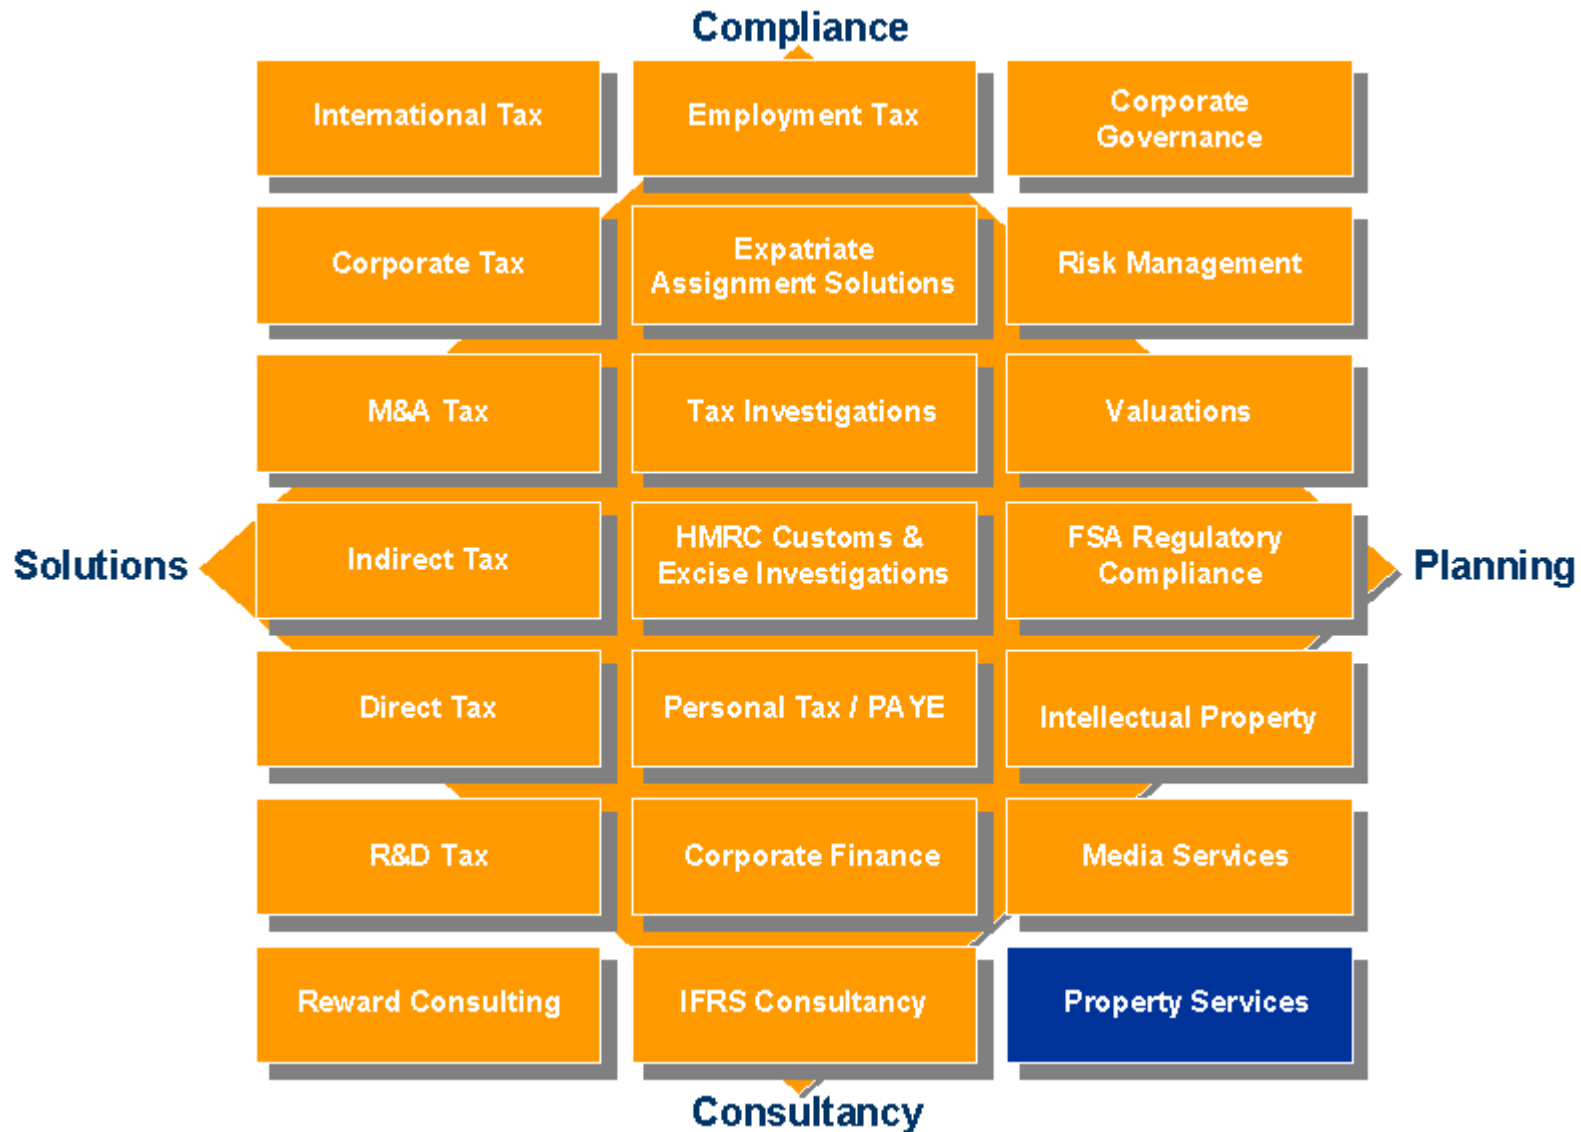 Compliance
International Tax
Employment Tax
Corporate
Governance
Corporate Tax
Expatriate
Assignment Solutions
Risk Management
M&A Tax
Tax Investigations
Valuations
Solutions
Indirect Tax
HMRC Customs &
Excise Investigations
FSA Regulatory
Compliance
Planning
Direct Tax
Personal Tax / PAYE
Intellectual Property
R&D Tax
Corporate Finance
Media Services
Reward Consulting
IFRS Consultancy
Property Services
Consultancy